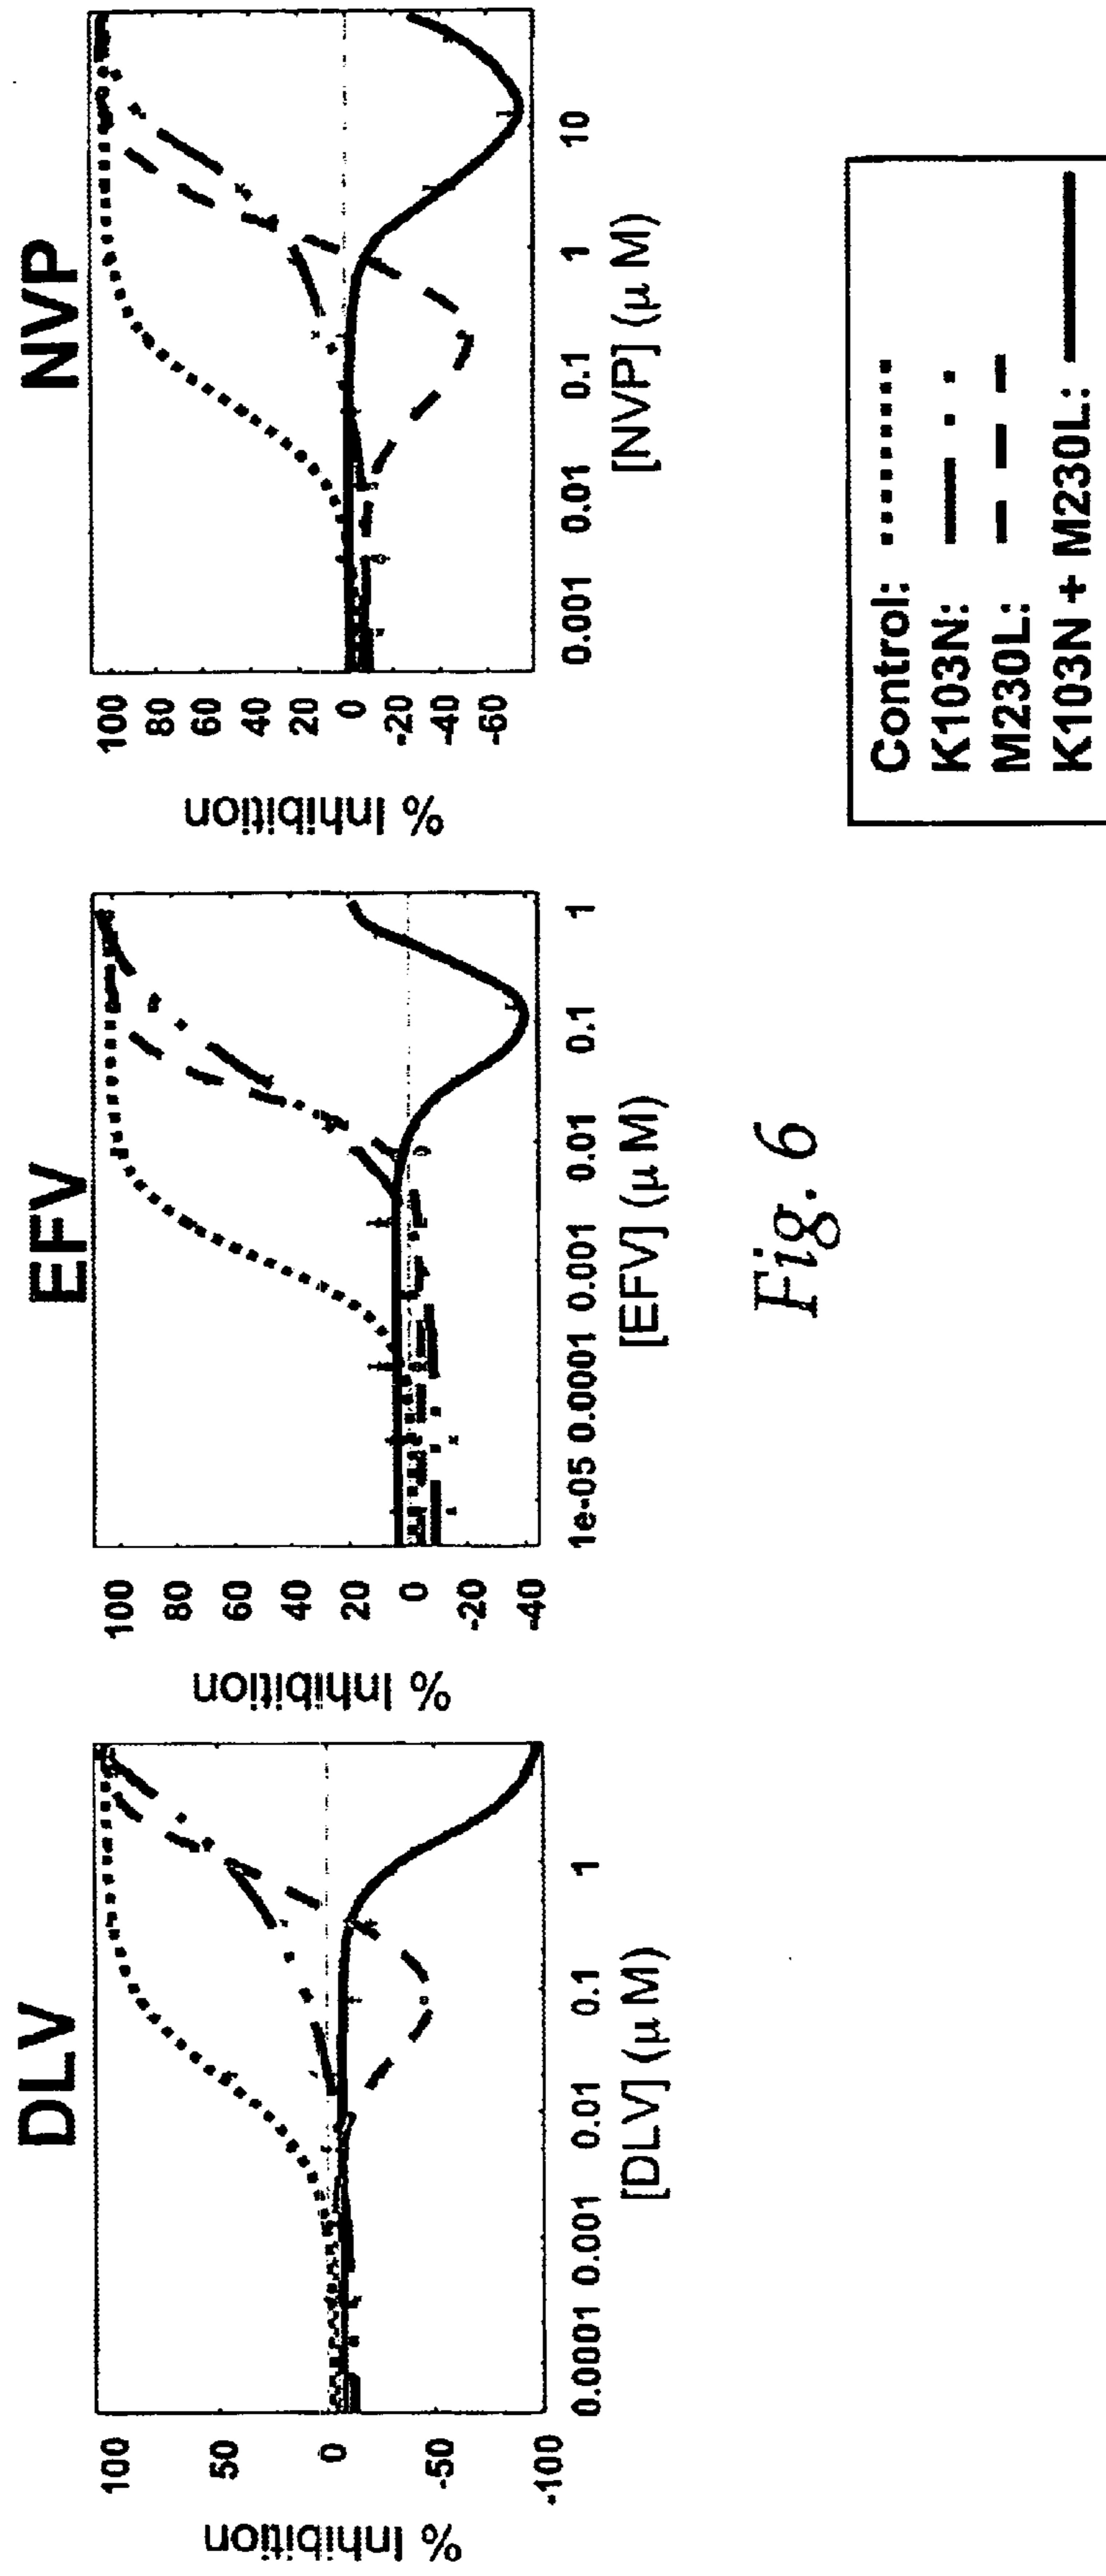 DLV
% Inhibition
100
50
0
-50
-100
0.0001 0.001 0.01 0.1 1
[DLV] (μ M)
EFV
% Inhibition
100
80
60
40
20
0
-20
-40
1e-05 0.0001 0.001 0.01 0.1 1
[EFV] (μ M)
NVP
% Inhibition
100
80
60
40
20
0
-20
-40
-60
0.001 0.01 0.1 1 10
[NVP] (μ M)
Control:
K103N:
M230L:
K103N + M230L:
Fig. 6